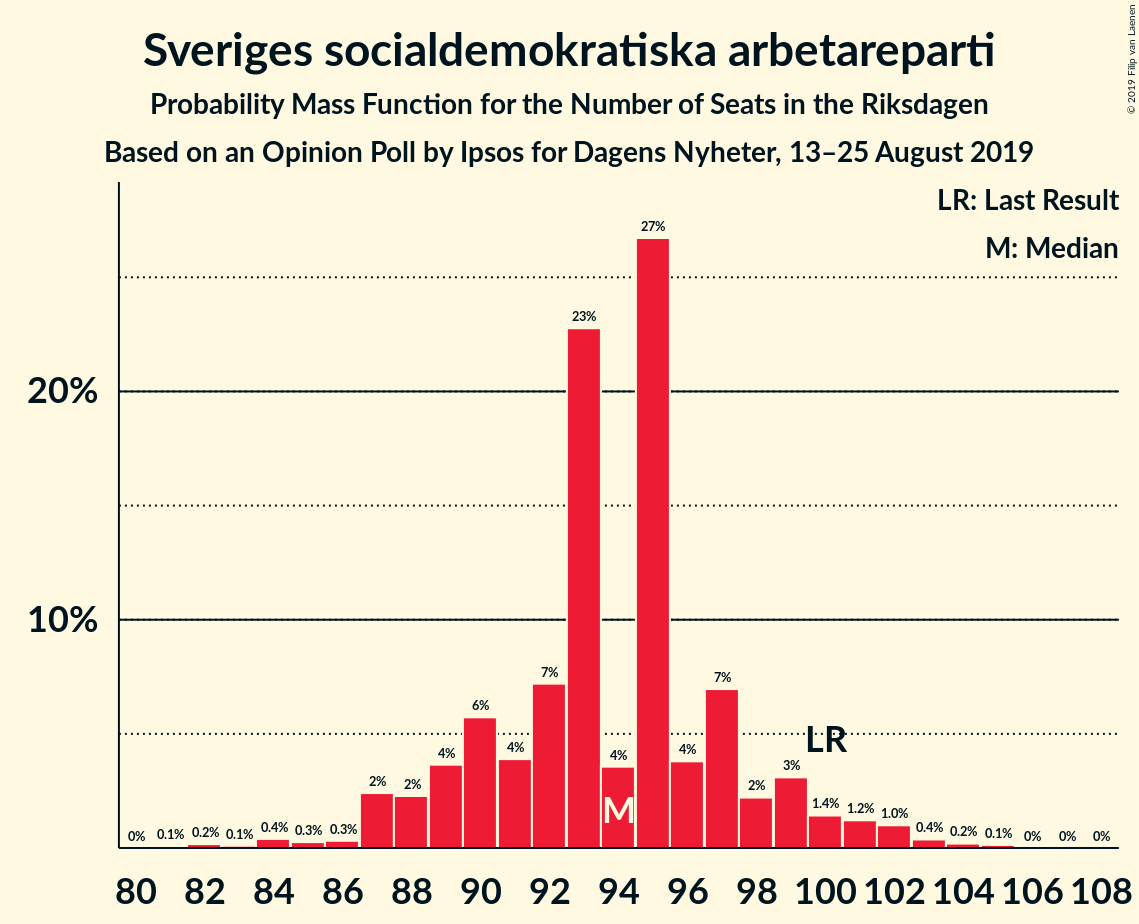 Sveriges socialdemokratiska arbetareparti
Probability Mass Function for the Number of Seats in the Riksdagen
Based on an Opinion Poll by Ipsos for Dagens Nyheter, 13–25 August 2019
© 2019 Filip van Laenen
LR: Last Result
M: Median
20%
10%
0% 0.1% 0.2% 0.1% 0.4% 0.3% 0.3% 2% 2% 4% 6% 4% 7% 23% 4% 27% 4% 7% 2% 3% 1.4% 1.2% 1.0% 0.4% 0.2% 0.1% 0% 0% 0%
LR
M
80 82 84 86 88 90 92 94 96 98 100 102 104 106 108